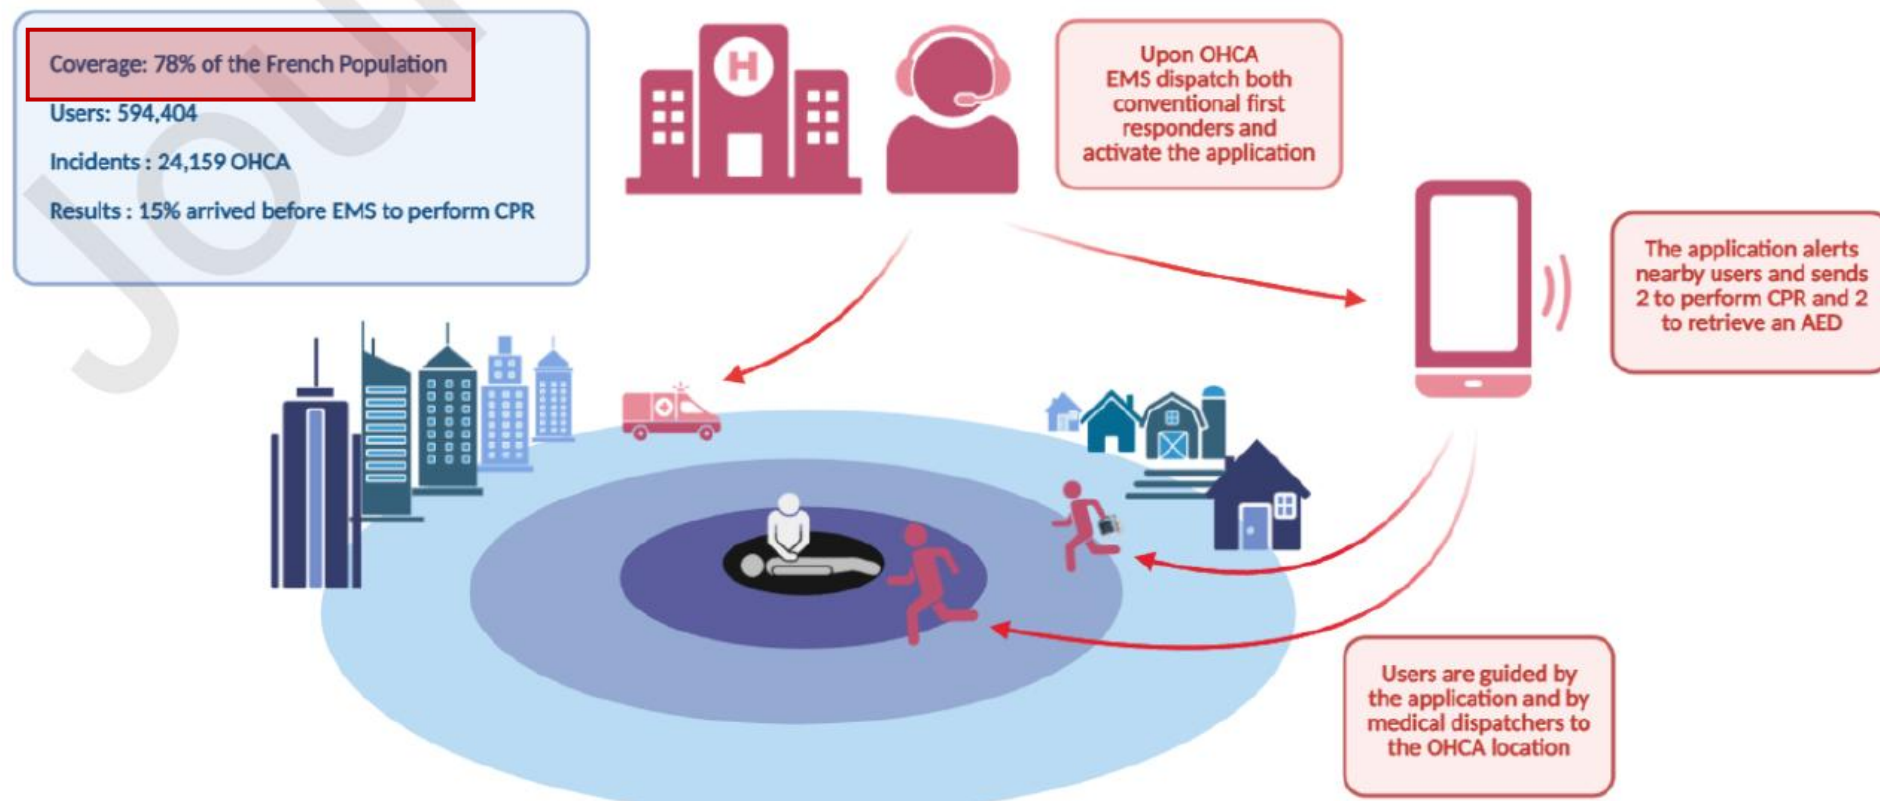 Coverage: 78% of the French Population
Users: 594,404
Incidents : 24,159 OHCA
Results : 15% arrived before EMS to perform CPR
H
Upon OHCA
EMS dispatch both
conventional first
responders and
activate the application
The application alerts
nearby users and sends
2 to perform CPR and 2
to retrieve an AED
Users are guided by
the application and by
medical dispatchers to
the OHCA location